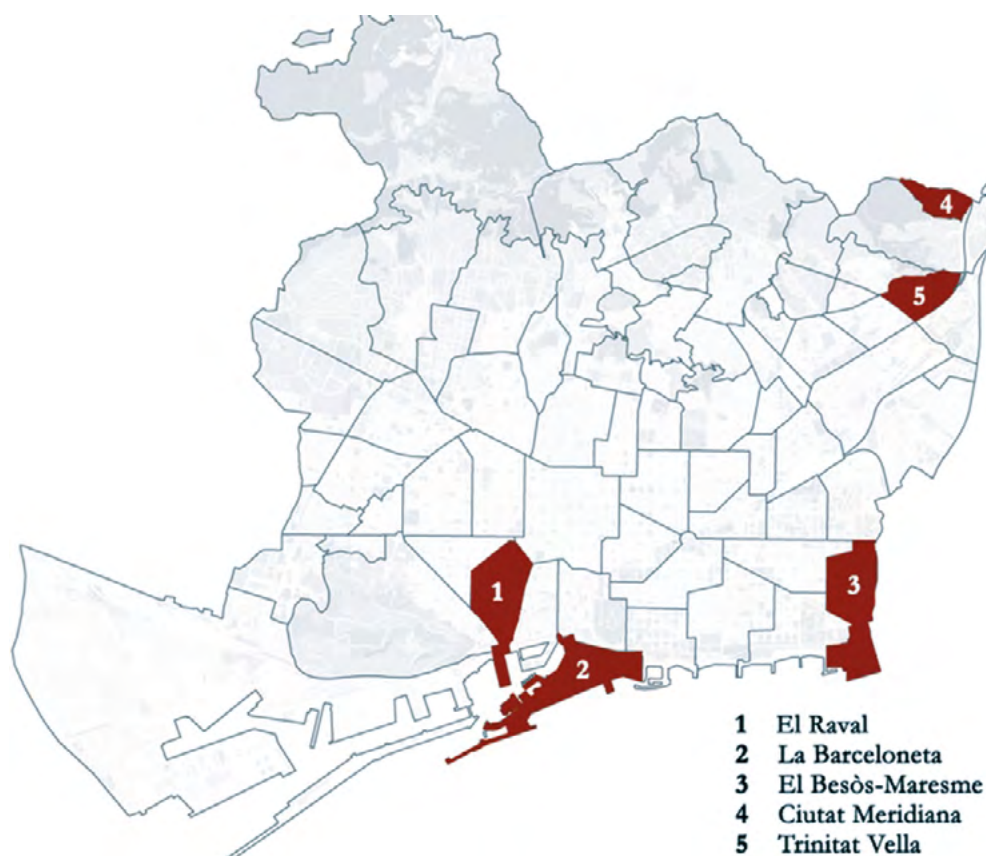 4
5
1
3
2
1 El Raval
2 La Barceloneta
3 El Besòs-Maresme
4 Ciutat Meridiana
5 Trinitat Vella